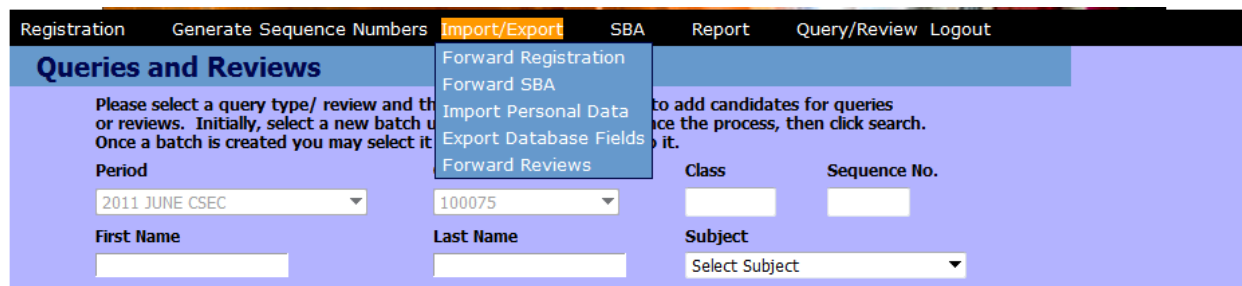 Registration Generate Sequence Numbers Import/Export SBA Report Query/Review Logout
Queries and Reviews
Forward Registration
Forward SBA
Import Personal Data
Export Database Fields
Forward Reviews
Please select a query type/ review and to add candidates for queries
or reviews. Initially, select a new batch the process, then click search.
Once a batch is created you may select it it.
Period Class Sequence No.
2011 JUNE CSEC 100075
First Name Last Name Subject
Select Subject